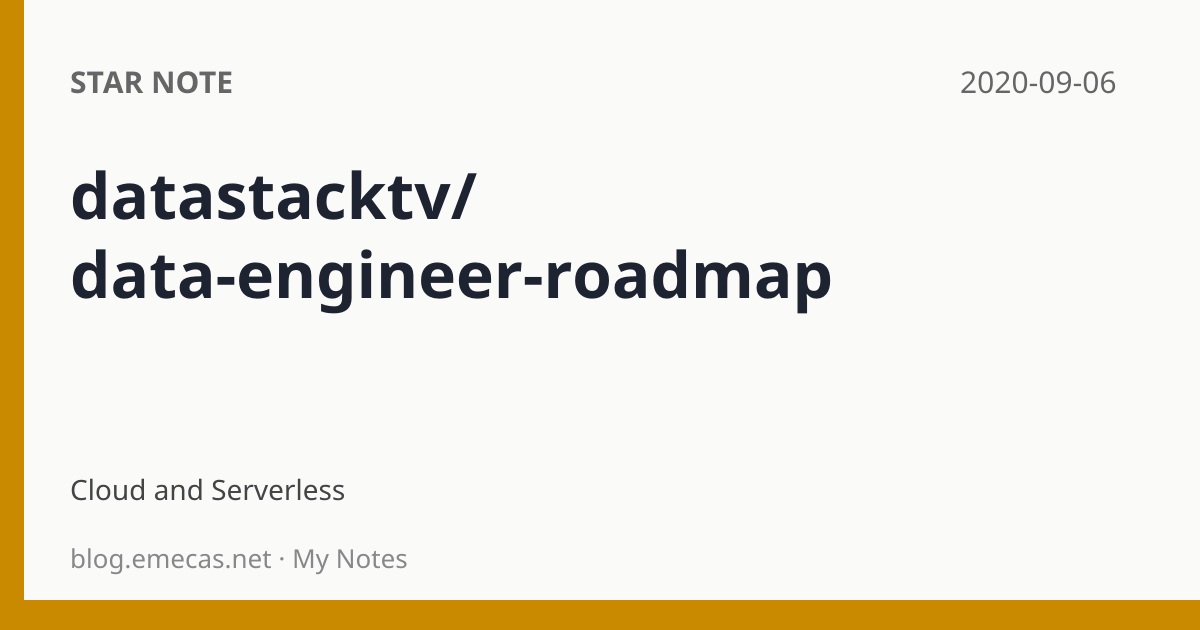 STAR NOTE
2020-09-06
datastacktv/
data-engineer-roadmap
Cloud and Serverless
blog.emecas.net · My Notes